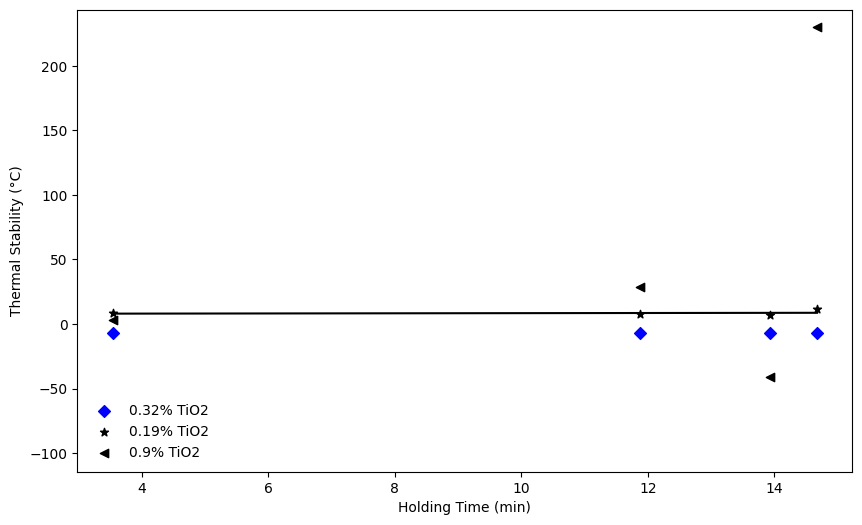 Thermal Stability (°C)
200
150
100
50
0
−50
−100
0.32% TiO2
0.19% TiO2
0.9% TiO2
4 6 8 10 12 14
Holding Time (min)